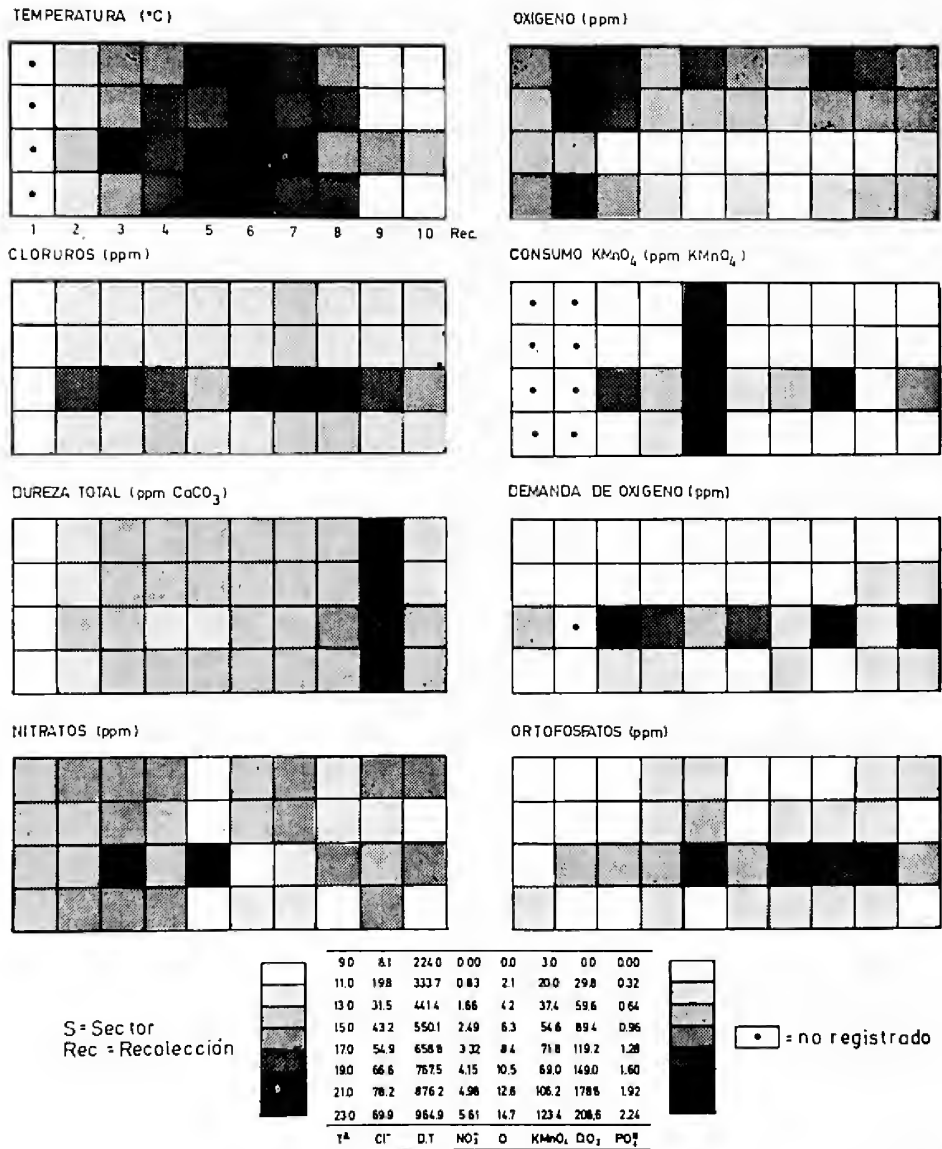 TEMPERATURA (°C)
OXÍGENO (ppm)
1 2 3 4 5 6 7 8 9 10 Rec.
CLORUROS (ppm)
CONSUMO KMnO₄ (ppm KMnO₄)
DUREZA TOTAL (ppm CaCO₃)
DEMANDA DE OXIGENO (ppm)
NITRATOS (ppm)
ORTOFOSFATOS (ppm)
S = Sector
Rec = Recolección
9.0 8.1 224.0 0.00 0.0 3.0 0.0 0.00
11.0 19.8 333.7 0.83 2.1 20.0 29.8 0.32
13.0 31.5 441.4 1.66 4.2 37.4 59.6 0.64
15.0 43.2 550.1 2.49 6.3 54.6 89.4 0.96
17.0 54.9 658.8 3.32 8.4 71.8 119.2 1.28
19.0 66.6 767.5 4.15 10.5 89.0 149.0 1.60
21.0 78.2 876.2 4.98 12.6 106.2 178.6 1.92
23.0 89.9 984.9 5.61 14.7 123.4 208.6 2.24
Tª Cl⁻ D.T O KMnO₄
• = no registrado